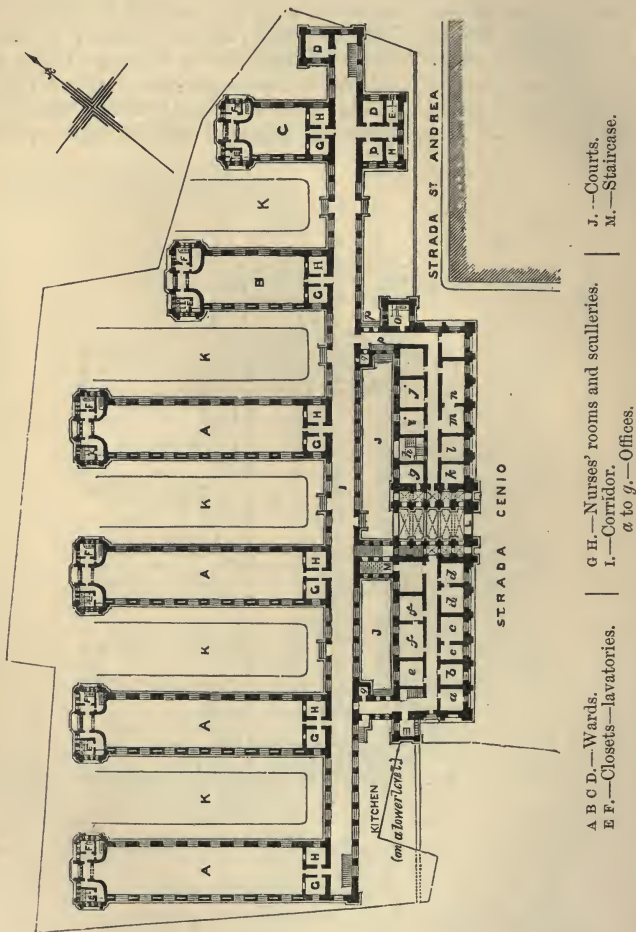 D
C
G
H
D
D
E
H
K
B
G
H
K
A
G
H
K
A
G
H
K
A
G
H
K
A
G
H
I
J
J
M
L
E
KITCHEN
(on a lower level)
a
b
c
c
d
d
e
f
g
h
i
j
k
l
m
n
o
p
q
STRADA ST ANDREA
STRADA CENIO
A B C D.—Wards.
E F.—Closets—lavatories.
G H.—Nurses' rooms and sculleries.
I.—Corridor.
a to g.—Offices.
J.—Courts.
M.—Staircase.